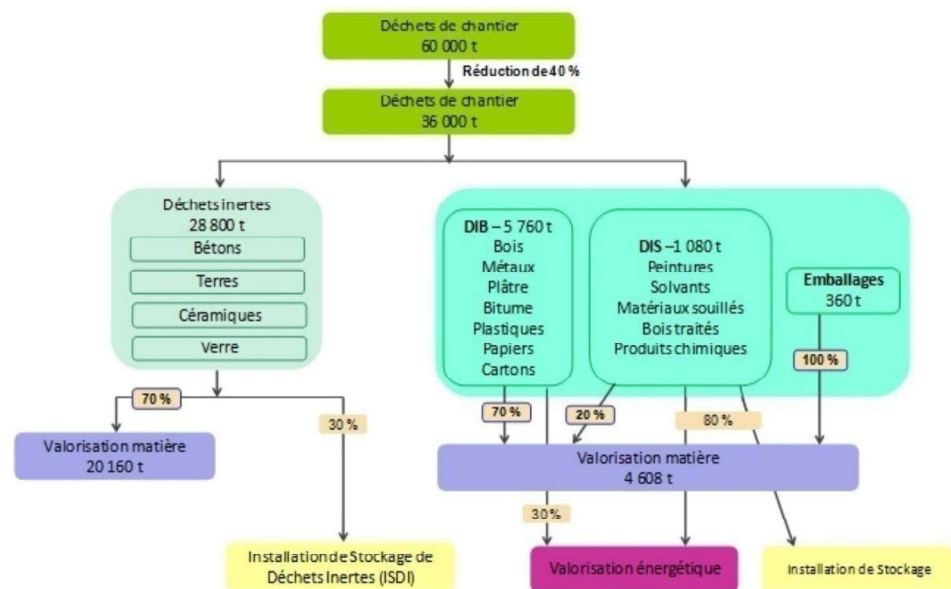 Déchets de chantier
60 000 t
Réduction de 40 %
Déchets de chantier
36 000 t
Déchets inertes
28 800 t
Bétons
Terres
Céramiques
Verre
DIB – 5 760 t
Bois
Métaux
Plâtre
Bitume
Plastiques
Papiers
Cartons
DIS –1 080 t
Peintures
Solvants
Matériaux souillés
Bois traités
Produits chimiques
Emballages
360 t
70 %
30 %
70 %
20 %
80 %
100 %
Valorisation matière
20 160 t
Valorisation matière
4 608 t
30 %
Installation de Stockage de
Déchets Inertes (ISDI)
Valorisation énergétique
Installation de Stockage